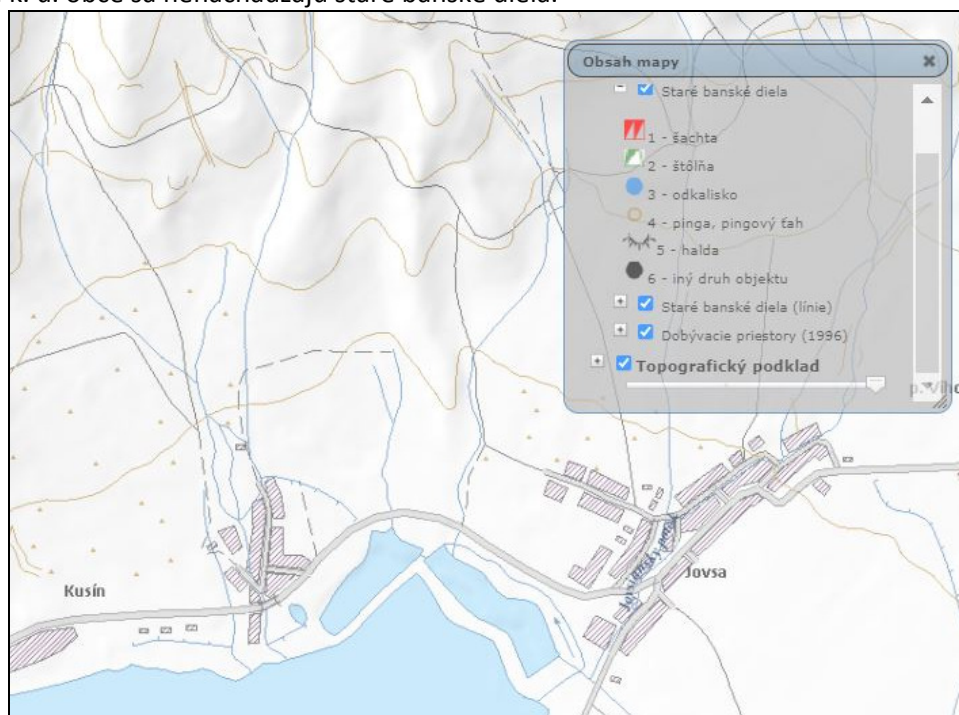 k. ú. obce sa nenachádzajú staré banské diela.
Obsah mapy
Staré banské diela
1 - šachta
2 - štôlňa
3 - odkalisko
4 - pinga, pingový ťah
5 - halda
6 - iný druh objektu
Staré banské diela (línie)
Dobývacie priestory (1996)
Topografický podklad
Jovsa
Kusín